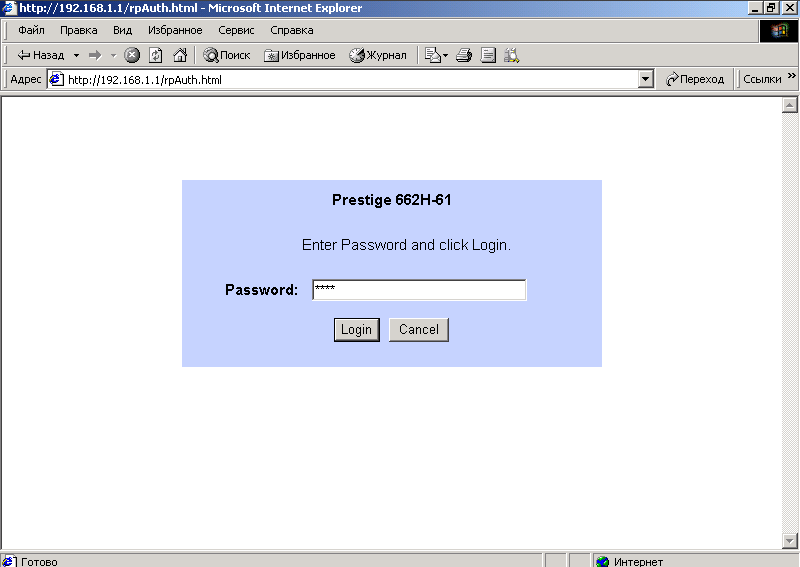 http://192.168.1.1/rpAuth.html - Microsoft Internet Explorer
Файл Правка Вид Избранное Сервис Справка
Назад Поиск Избранное Журнал
Адрес http://192.168.1.1/rpAuth.html Переход Ссылки »
Prestige 662H-61
Enter Password and click Login.
Password: ****
Login Cancel
Готово Интернет